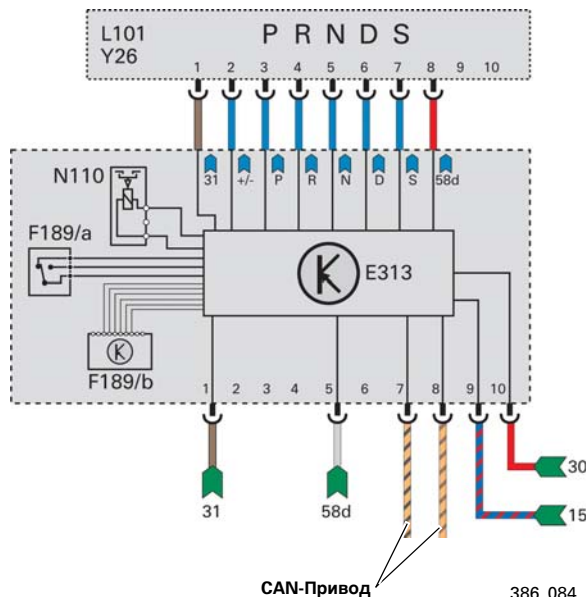 L101 P R N D S
Y26
1 2 3 4 5 6 7 8 9 10
31 +/- P R N D S 58d
N110
F189/a
E313
F189/b
1 2 3 4 5 6 7 8 9 10
30
31 58d 15
CAN-Привод
386_084